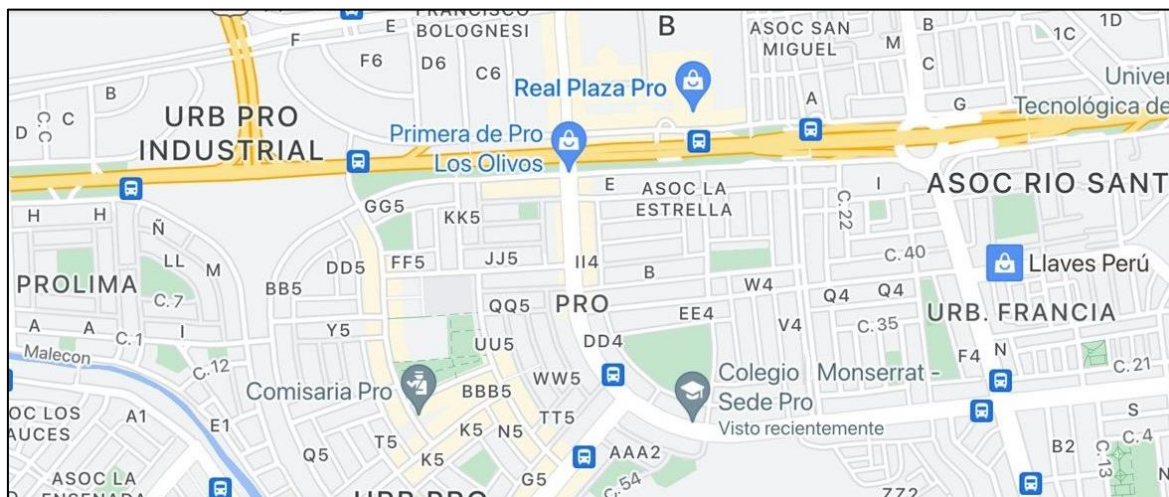 FRANCISCO
BOLOGNESI
E
F
F6
D6
C6
B
ASOC SAN
MIGUEL
M
B
C
1D
1C
Real Plaza Pro
Univer
Tecnológica de
B
C
C. C
D
URB PRO
INDUSTRIAL
Primera de Pro
Los Olivos
A
G
H
H
Ñ
GG5
KK5
E
ASOC LA
ESTRELLA
C. 22
I
ASOC RIO SANT
LL
M
PROLIMA
C. 7
BB5
DD5
FF5
JJ5
II4
B
W4
C. 40
Llaves Perú
A
A
C. 1
I
Y5
QQ5
PRO
EE4
Q4
Q4
URB. FRANCIA
Malecon
C. 12
UU5
DD4
V4
C. 35
F4
N
C. 21
Comisaria Pro
BBB5
WW5
Colegio Monserrat -
Sede Pro
Visto recientemente
OC LOS
AUCES
A1
E1
Q5
T5
K5
N5
TT5
K5
G5
AAA2
C. 54
B2
S
C. 4
C. 13
N
ASOC LA
ENSENADA
URB PRO
ZZ2